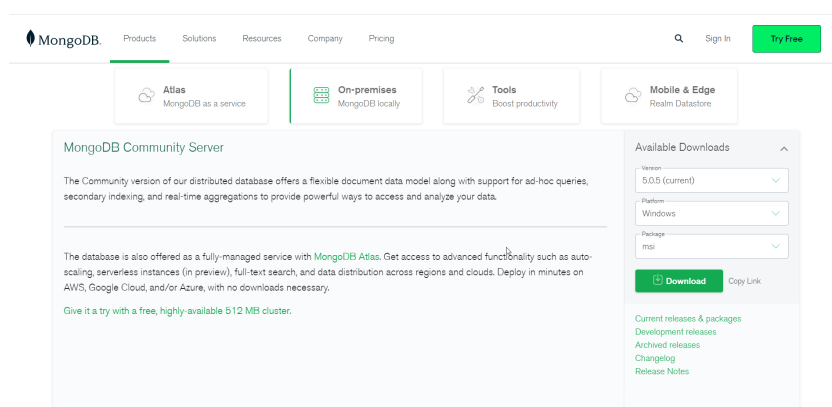 MongoDB. Products Solutions Resources Company Pricing Sign In Try Free
Atlas
MongoDB as a service
On-premises
MongoDB locally
Tools
Boost productivity
Mobile & Edge
Realm Datastore
MongoDB Community Server
The Community version of our distributed database offers a flexible document data model along with support for ad-hoc queries,
secondary indexing, and real-time aggregations to provide powerful ways to access and analyze your data.
The database is also offered as a fully-managed service with MongoDB Atlas. Get access to advanced functionality such as auto-
scaling, serverless instances (in preview), full-text search, and data distribution across regions and clouds. Deploy in minutes on
AWS, Google Cloud, and/or Azure, with no downloads necessary.
Give it a try with a free, highly-available 512 MB cluster.
Available Downloads
Version
5.0.5 (current)
Platform
Windows
Package
msi
Download Copy Link
Current releases & packages
Development releases
Archived releases
Changelog
Release Notes